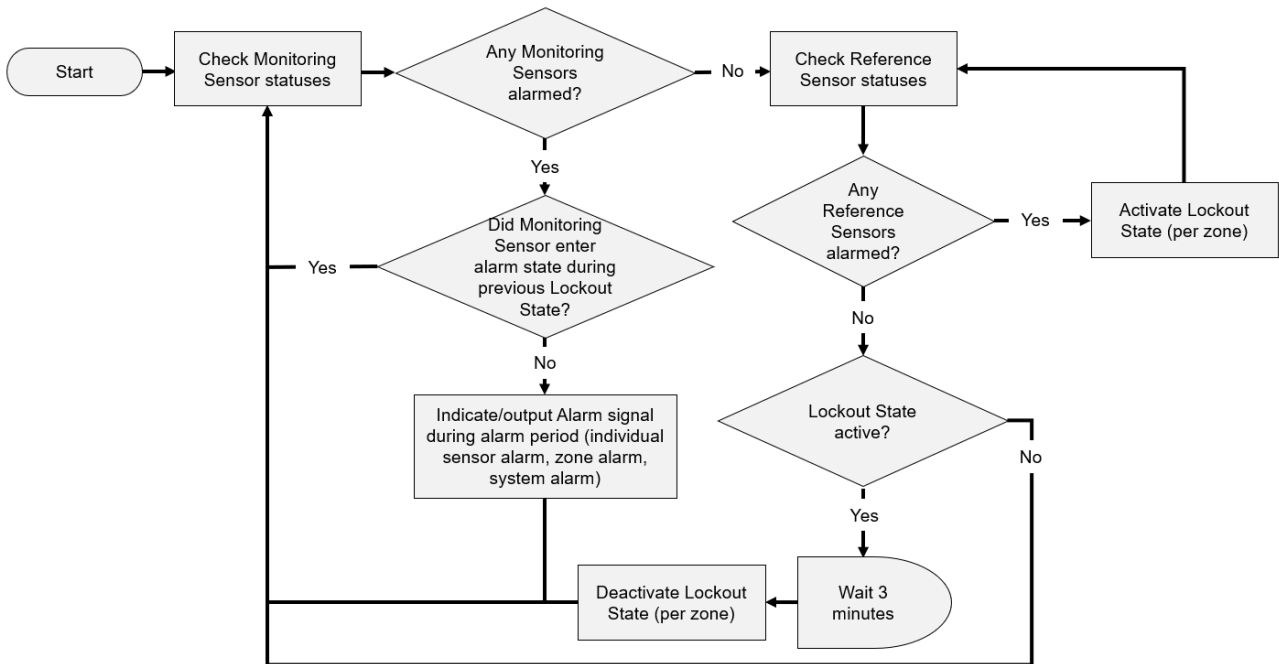 Start
Check Monitoring
Sensor statuses
Any Monitoring
Sensors
alarmed?
No
Check Reference
Sensor statuses
Yes
Did Monitoring
Sensor enter
alarm state during
previous Lockout
State?
Yes
No
Indicate/output Alarm signal
during alarm period (individual
sensor alarm, zone alarm,
system alarm)
Any
Reference
Sensors
alarmed?
Yes
Activate Lockout
State (per zone)
No
Lockout State
active?
No
Yes
Wait 3
minutes
Deactivate Lockout
State (per zone)